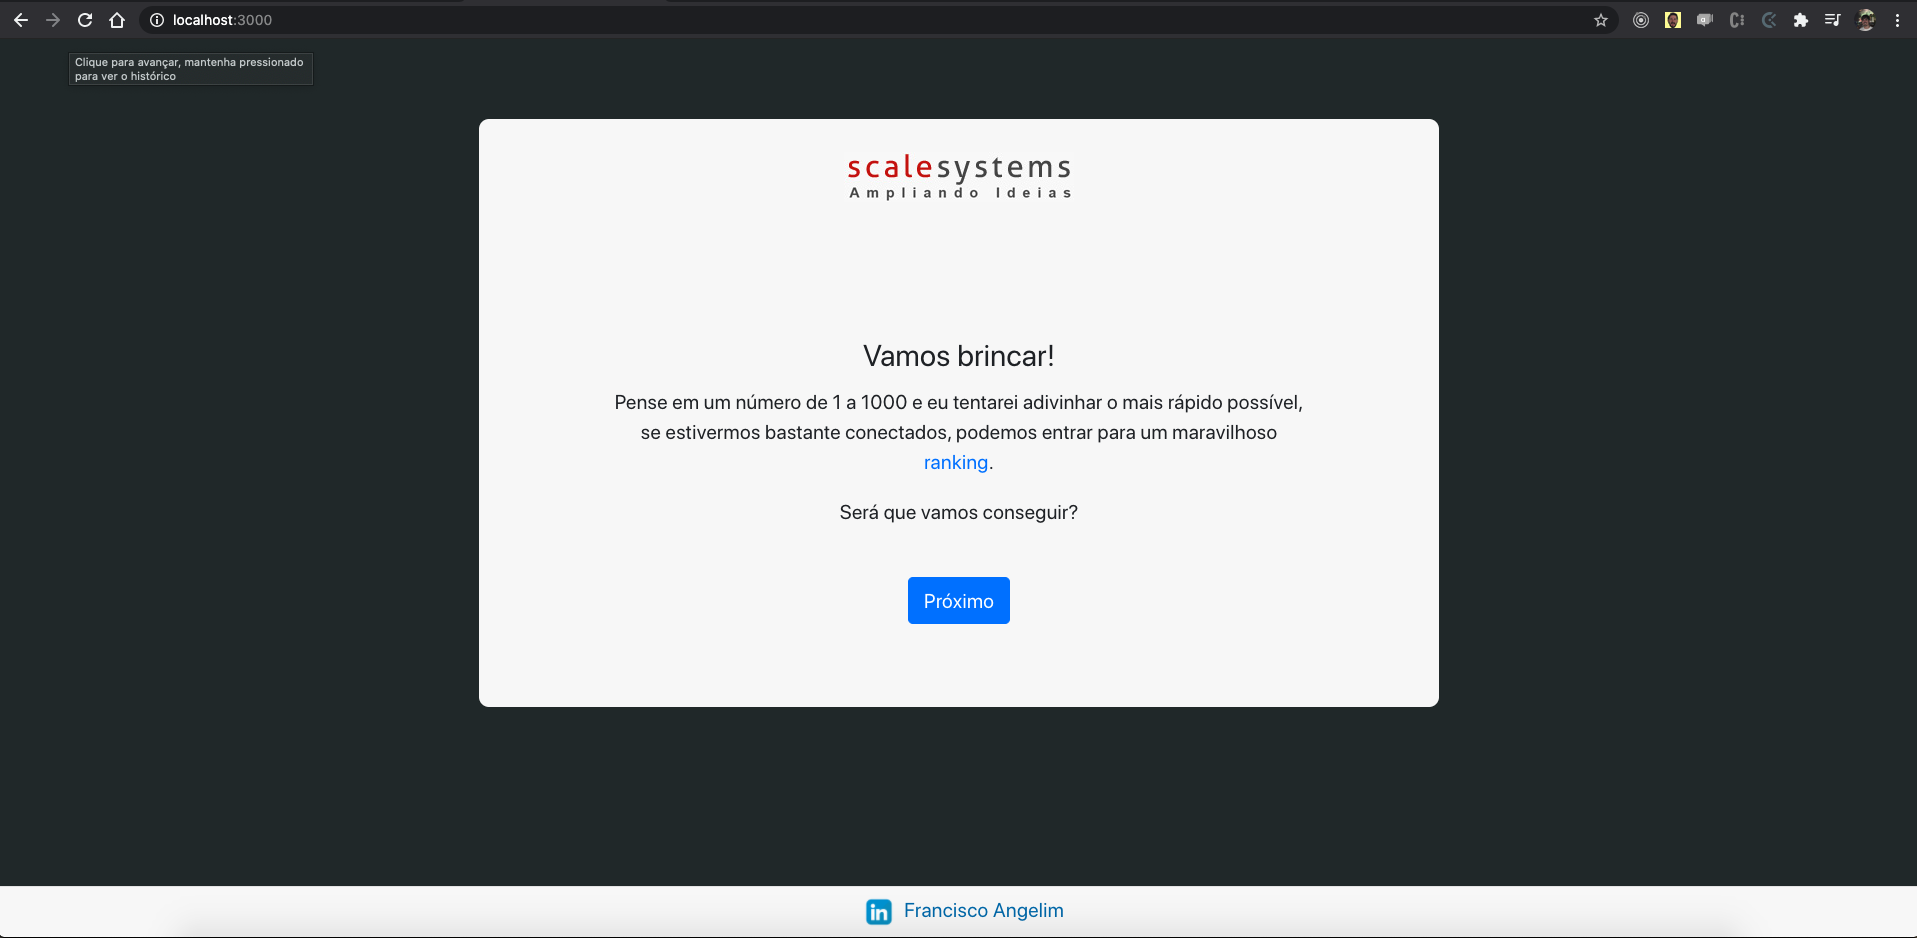 localhost:3000
Clique para avançar, mantenha pressionado
para ver o histórico
scalesystems
Ampliando Ideias
Vamos brincar!
Pense em um número de 1 a 1000 e eu tentarei adivinhar o mais rápido possível,
se estivermos bastante conectados, podemos entrar para um maravilhoso
ranking.
Será que vamos conseguir?
Próximo
in Francisco Angelim